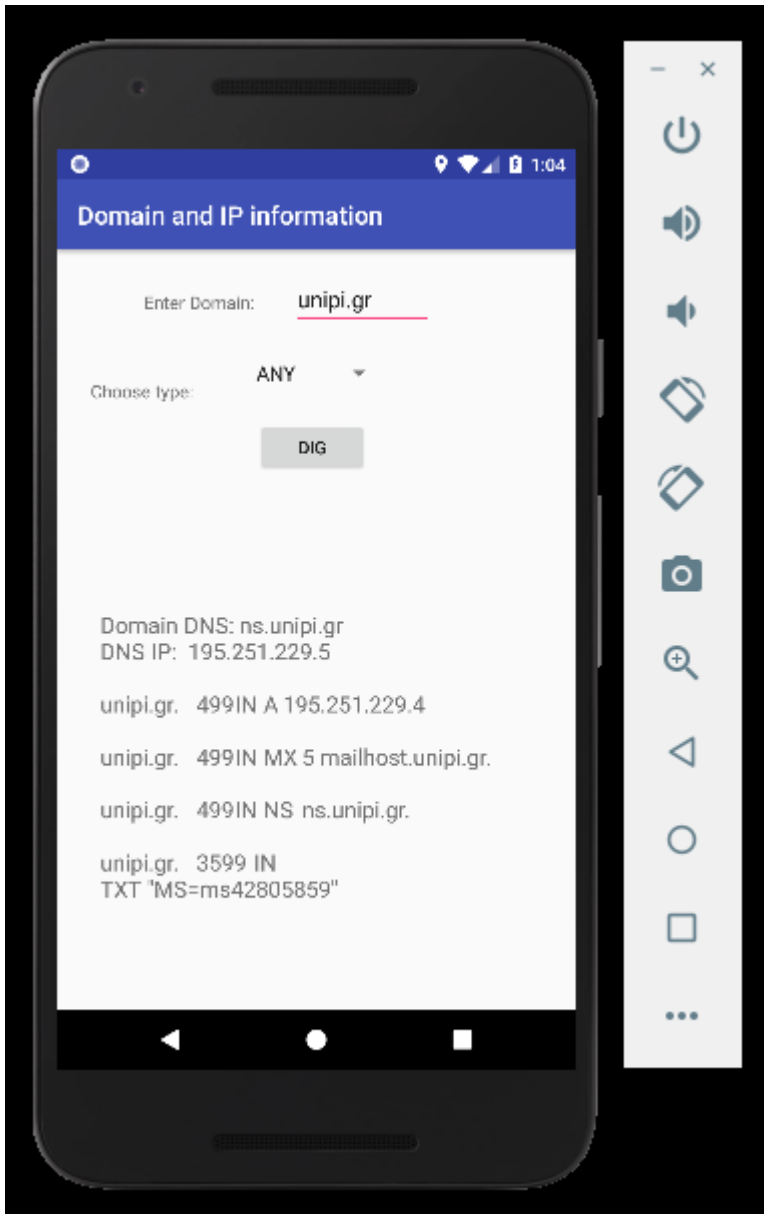 1:04
Domain and IP information
Enter Domain: unipi.gr
ANY
Choose type:
DIG
Domain DNS: ns.unipi.gr
DNS IP: 195.251.229.5
unipi.gr. 499IN A 195.251.229.4
unipi.gr. 499IN MX 5 mailhost.unipi.gr.
unipi.gr. 499IN NS ns.unipi.gr.
unipi.gr. 3599 IN
TXT "MS=ms42805859"